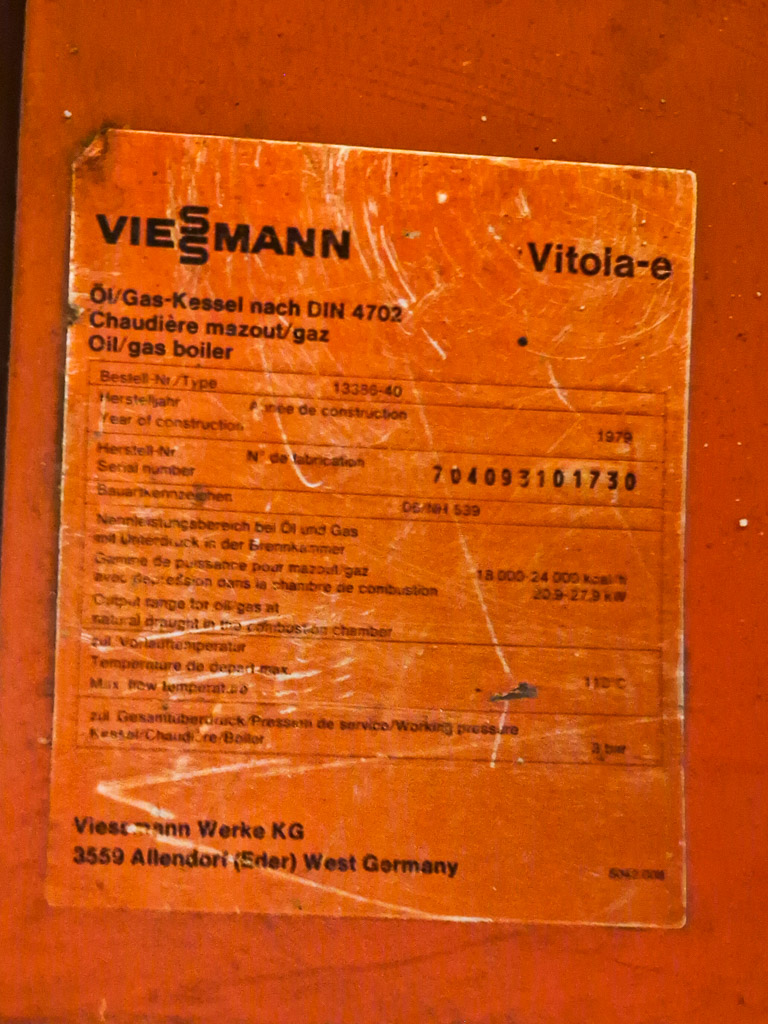 VIESSMANN
Vitola-e
Öl/Gas-Kessel nach DIN 4702
Chaudière mazout/gaz
Oil/gas boiler
Bestell-Nr/Type 13386-40
Herstelljahr Année de construction
Year of construction 1979
Herstell-Nr N° de fabrication
Serial number 704093101730
Bauartkennzeichen 06/NH 539
Nennleistungsbereich bei Öl und Gas
mit Unterdruck in der Brennkammer
Gamme de puissance pour mazout/gaz 18 000-24 000 kcal/h
avec depression dans la chambre de combustion 20,9-27,9 kW
Output range for oil/gas at
natural draught in the combustion chamber
zul. Vorlauftemperatur
Temperature de depart max. 110°C
Max. flow temperature
zul. Gesamtüberdruck/Pression de service/Working pressure
Kessel/Chaudière/Boiler 3 bar
Viessmann Werke KG
3559 Allendorf (Eder) West Germany